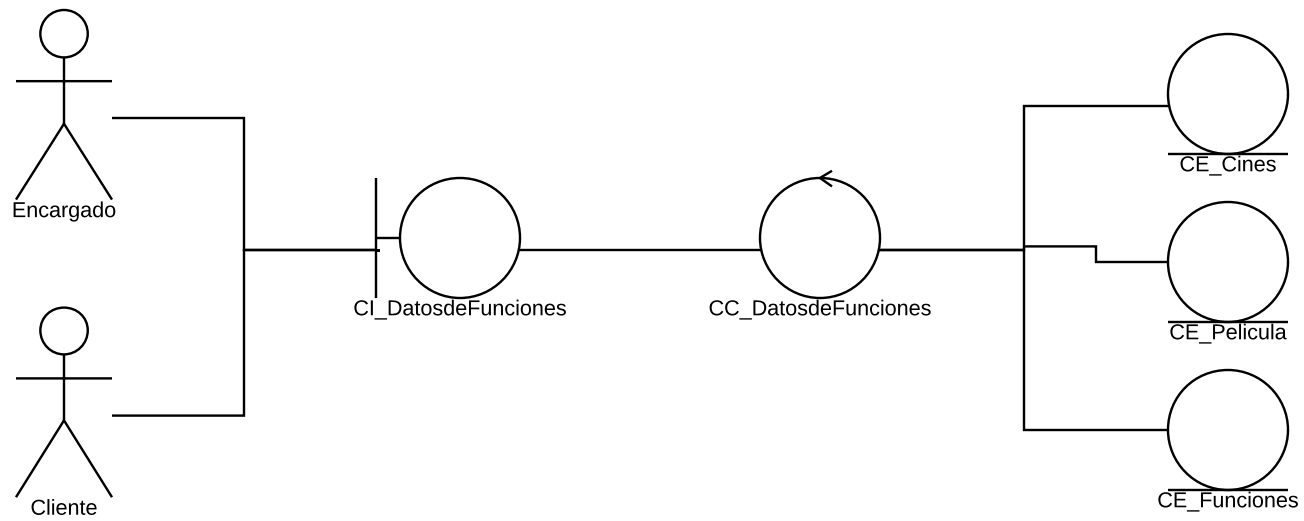 Encargado
Cliente
CI_DatosdeFunciones
CC_DatosdeFunciones
CE_Cines
CE_Pelicula
CE_Funciones